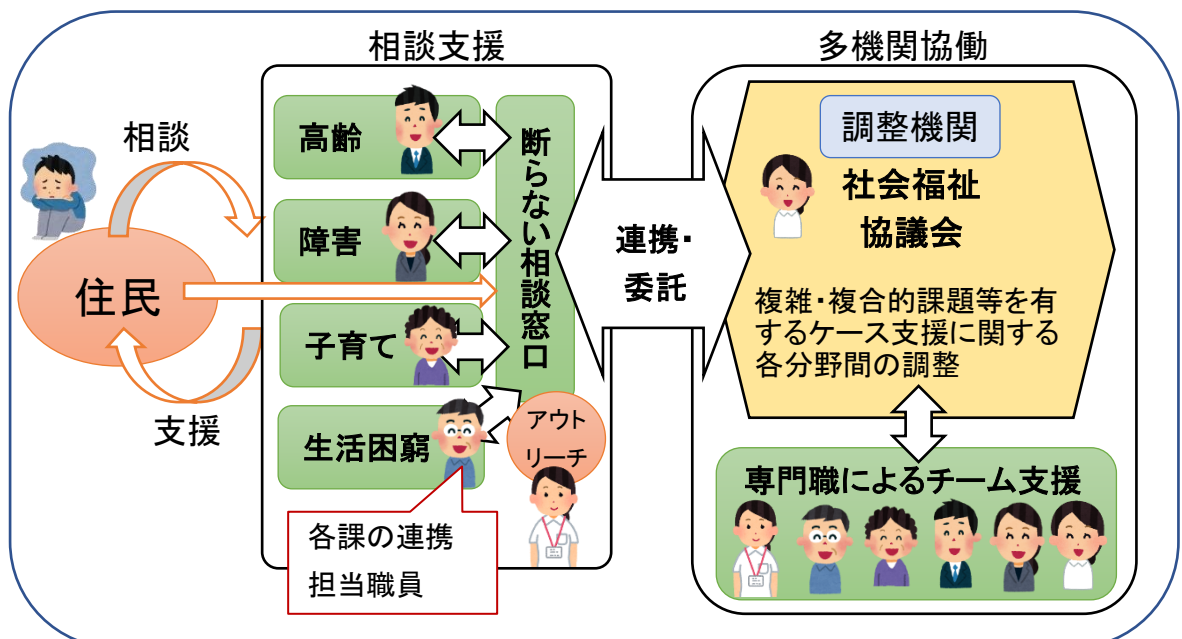 相談支援
多機関協働
相談
住民
支援
高齢
障害
子育て
生活困窮
断らない相談窓口
アウト
リーチ
各課の連携
担当職員
連携・
委託
調整機関
社会福祉
協議会
複雑・複合的課題等を有
するケース支援に関する
各分野間の調整
専門職によるチーム支援